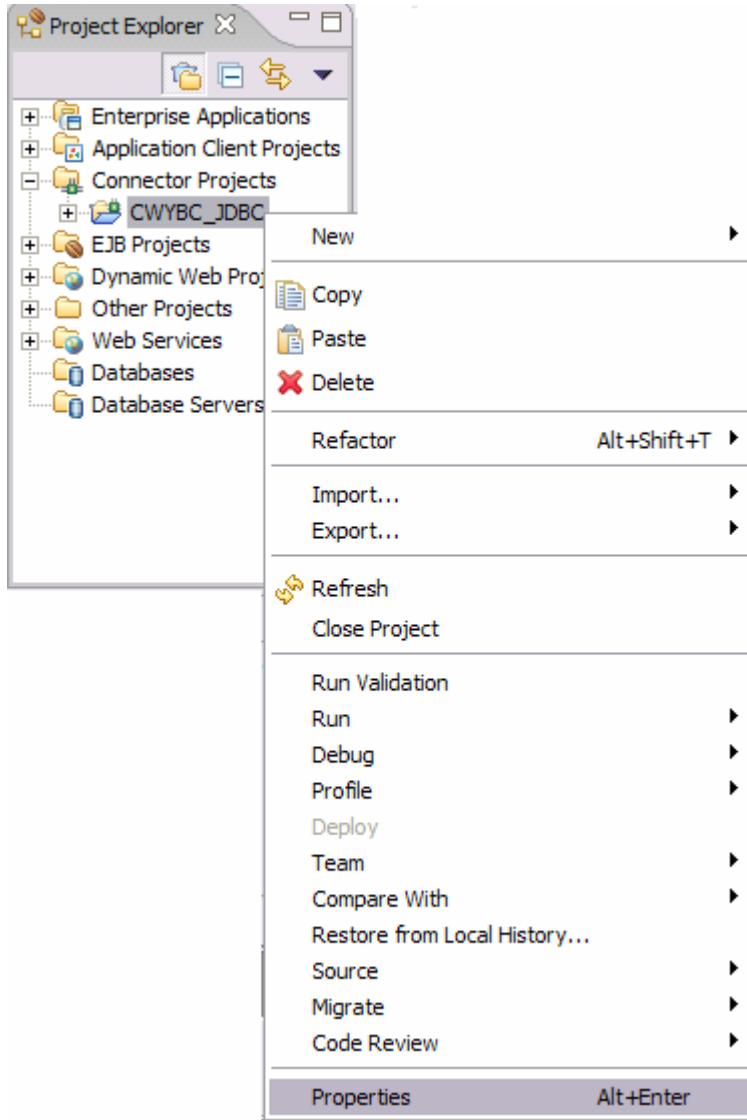 Project Explorer
Enterprise Applications
Application Client Projects
Connector Projects
CWYBC_JDBC
EJB Projects
Dynamic Web Proj
Other Projects
Web Services
Databases
Database Servers
New
Copy
Paste
Delete
Refactor Alt+Shift+T
Import...
Export...
Refresh
Close Project
Run Validation
Run
Debug
Profile
Deploy
Team
Compare With
Restore from Local History...
Source
Migrate
Code Review
Properties Alt+Enter